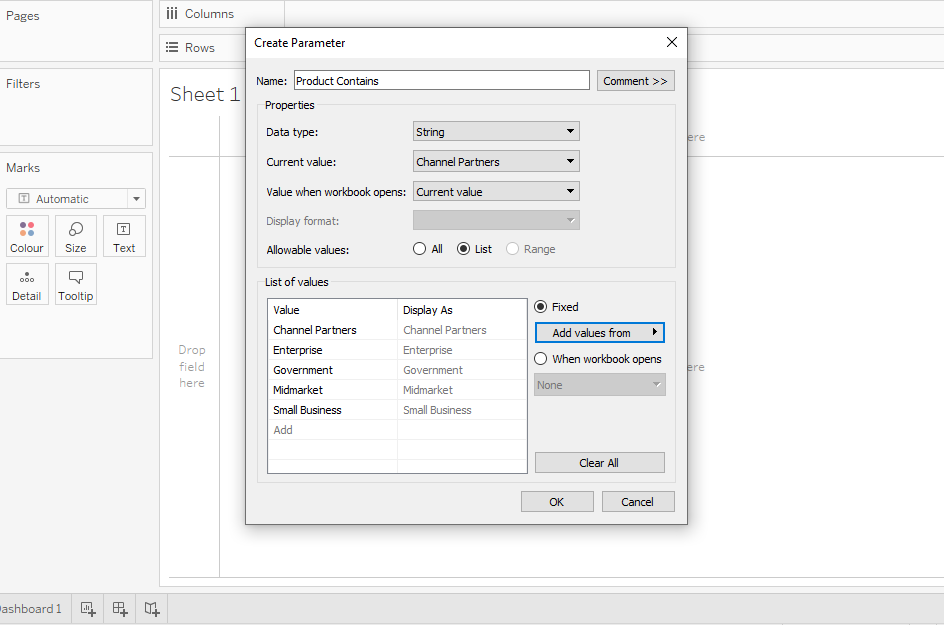 Pages
Columns
Rows
Filters
Sheet 1
Marks
Automatic
Colour
Size
Text
Detail
Tooltip
Drop
field
here
ere
ere
Create Parameter
Name: Product Contains
Comment >>
Properties
Data type: String
Current value: Channel Partners
Value when workbook opens: Current value
Display format:
Allowable values: All List Range
List of values
Value Display As
Channel Partners Channel Partners
Enterprise Enterprise
Government Government
Midmarket Midmarket
Small Business Small Business
Add
Fixed
Add values from
When workbook opens
None
Clear All
OK Cancel
ashboard 1